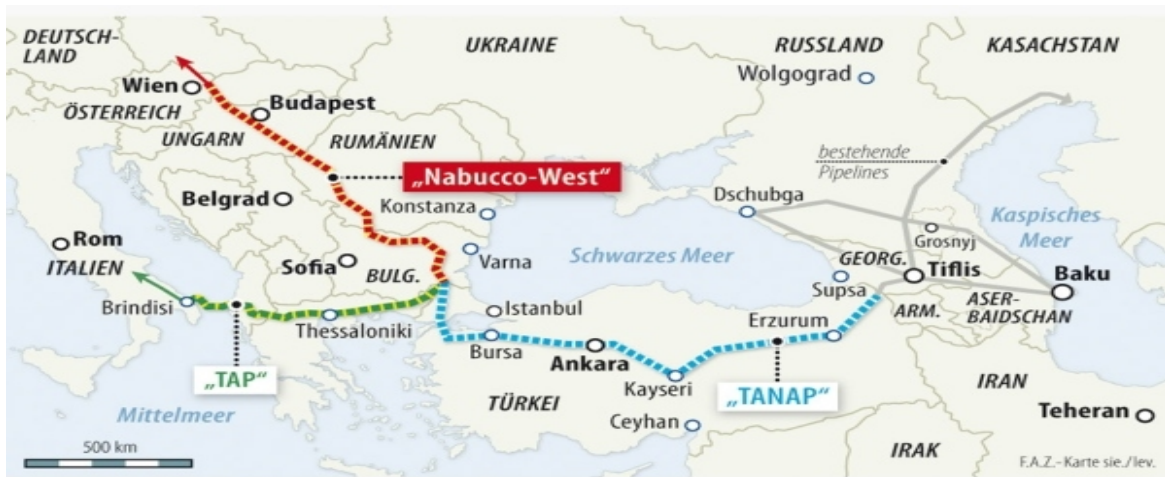 DEUTSCH-
LAND
UKRAINE
RUSSLAND
KASACHSTAN
Wolgograd
Wien
ÖSTERREICH
Budapest
UNGARN
RUMÄNIEN
bestehende
Pipelines
„Nabucco-West“
Dschubga
Belgrad
Konstanza
Kaspisches
Meer
Grosnyj
Rom
ITALIEN
Sofia
BULG.
Varna
Schwarzes Meer
GEORG.
Tiflis
Baku
Supsa
Brindisi
Istanbul
ARM.
ASER-
BAIDSCHAN
Thessaloniki
Bursa
Ankara
Erzurum
„TAP“
Kayseri
„TANAP“
IRAN
Mittelmeer
TÜRKEI
Ceyhan
Teheran
500 km
IRAK
F.A.Z.-Karte sie./lev.